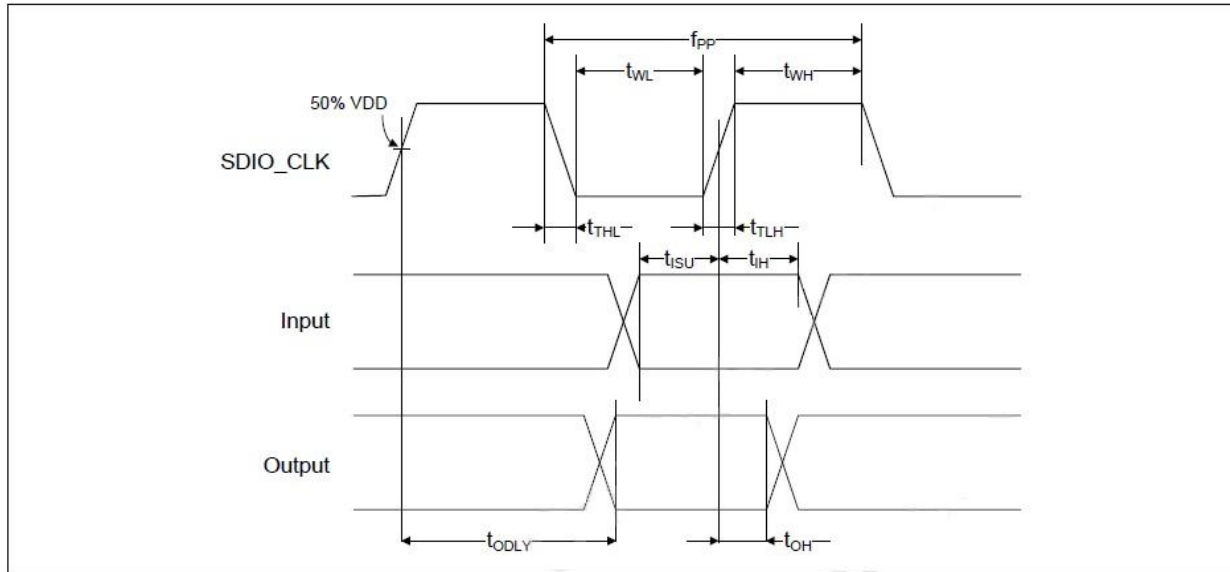 fPP
tWL
tWH
50% VDD
SDIO_CLK
tTHL
tTLH
tISU
tIH
Input
Output
tODLY
tOH